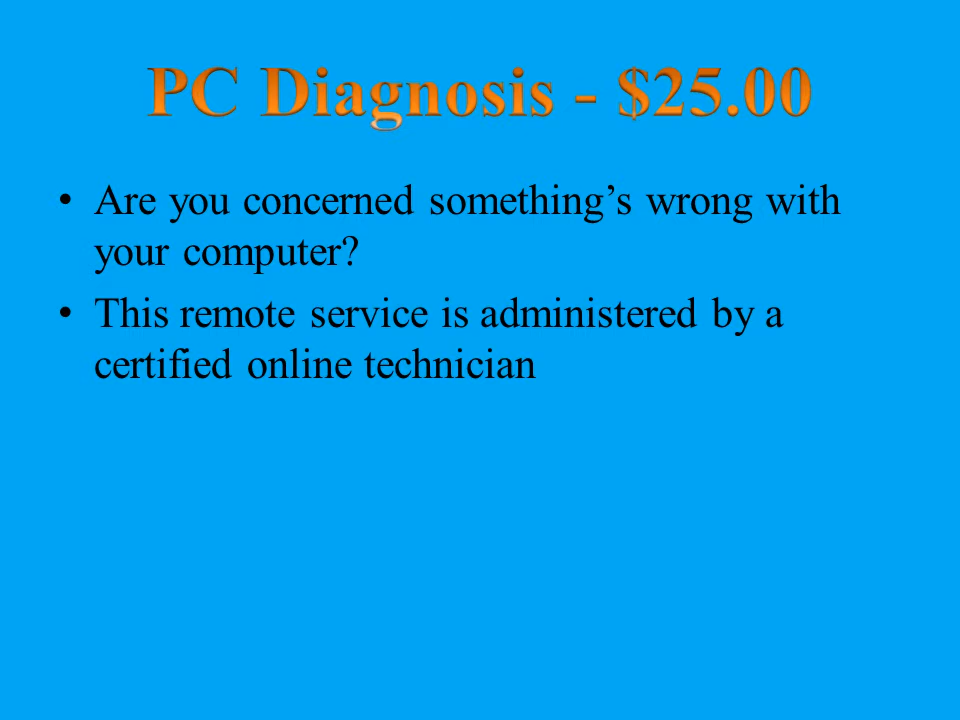 PC Diagnosis - $25.00
• Are you concerned something’s wrong with
your computer?
• This remote service is administered by a
certified online technician